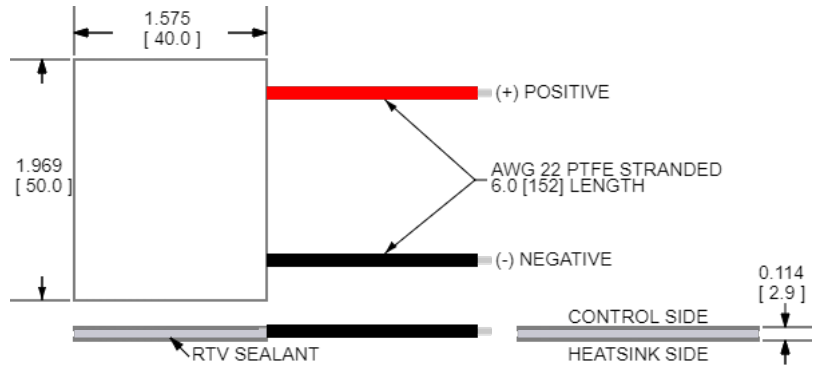 1.575
[ 40.0 ]
(+) POSITIVE
1.969
[ 50.0 ]
AWG 22 PTFE STRANDED
6.0 [152] LENGTH
(-) NEGATIVE
0.114
[ 2.9 ]
CONTROL SIDE
RTV SEALANT
HEATSINK SIDE